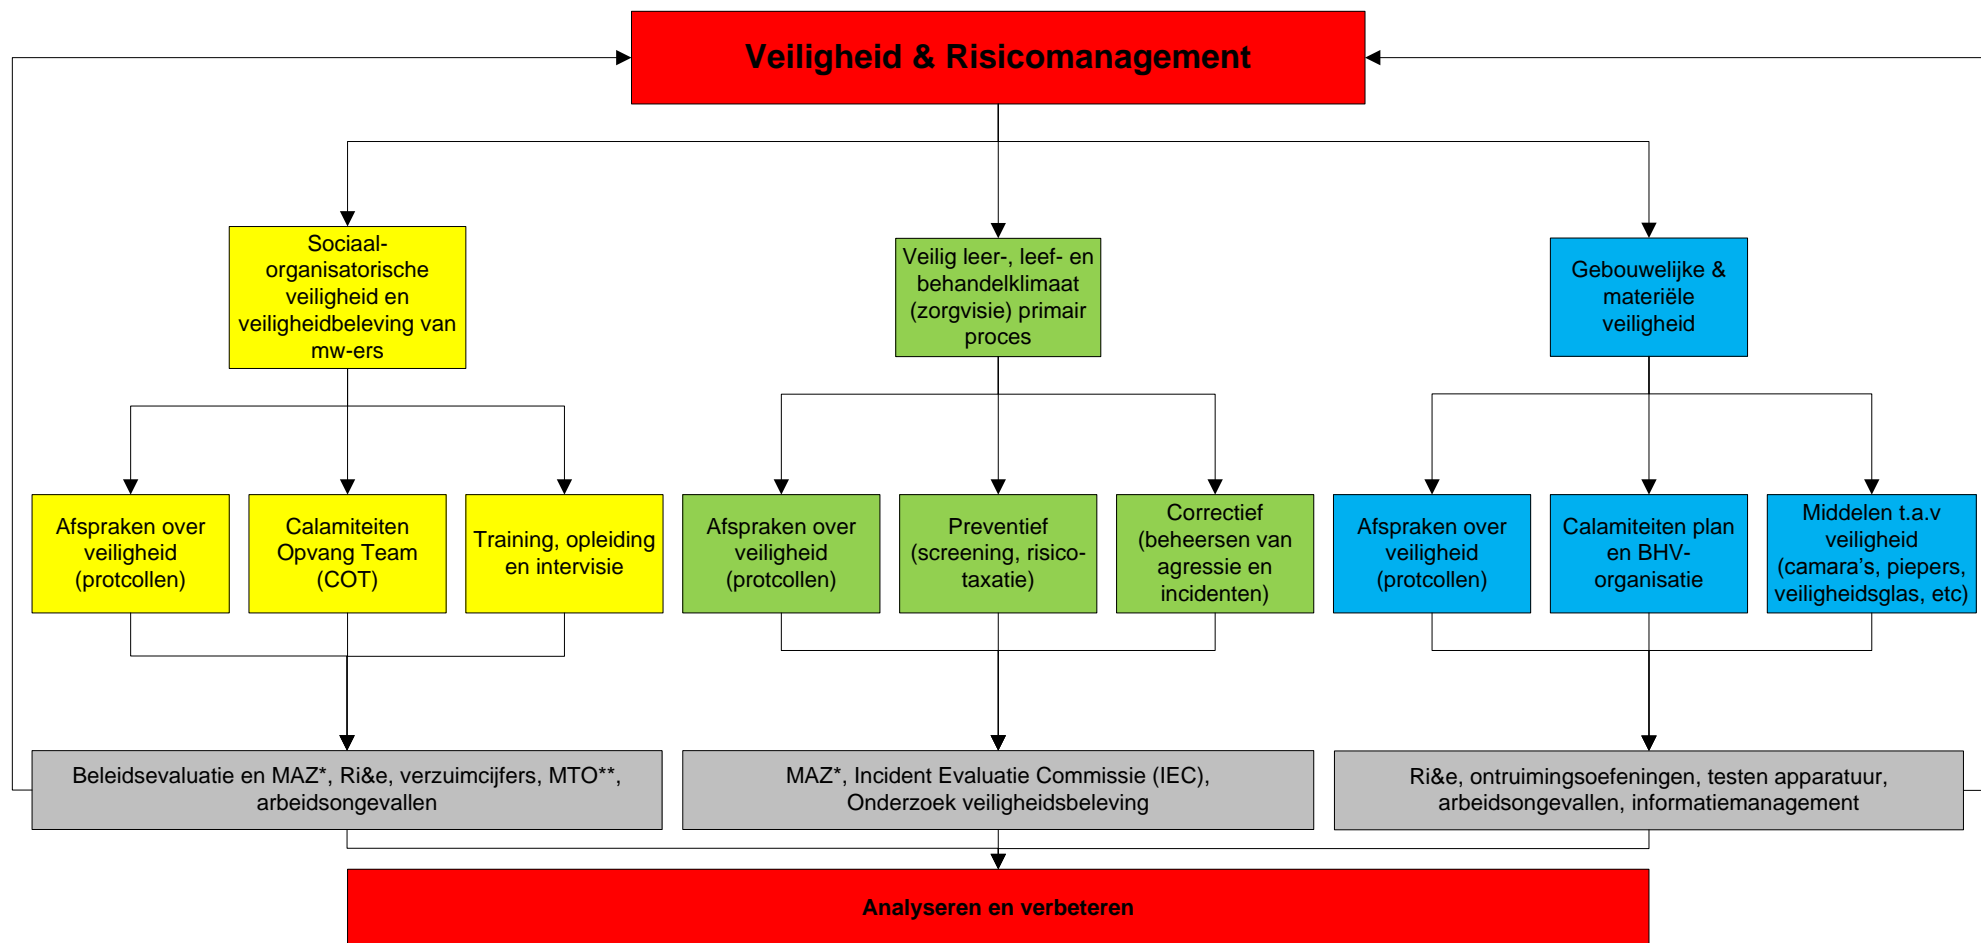 Veiligheid & Risicomanagement
Sociaal-
organisatorische
veiligheid en
veiligheidbeleving van
mw-ers
Veilig leer-, leef- en
behandelklimaat
(zorgvisie) primair
proces
Gebouwelijke &
materiële
veiligheid
Afspraken over
veiligheid
(protcollen)
Calamiteiten
Opvang Team
(COT)
Training, opleiding
en intervisie
Afspraken over
veiligheid
(protcollen)
Preventief
(screening, risico-
taxatie)
Correctief
(beheersen van
agressie en
incidenten)
Afspraken over
veiligheid
(protcollen)
Calamiteiten plan
en BHV-
organisatie
Middelen t.a.v
veiligheid
(camara's, piepers,
veiligheidsglas, etc)
Beleidsevaluatie en MAZ*, Ri&e, verzuimcijfers, MTO**,
arbeidsongevallen
MAZ*, Incident Evaluatie Commissie (IEC),
Onderzoek veiligheidsbeleving
Ri&e, ontruimingsoefeningen, testen apparatuur,
arbeidsongevallen, informatiemanagement
Analyseren en verbeteren